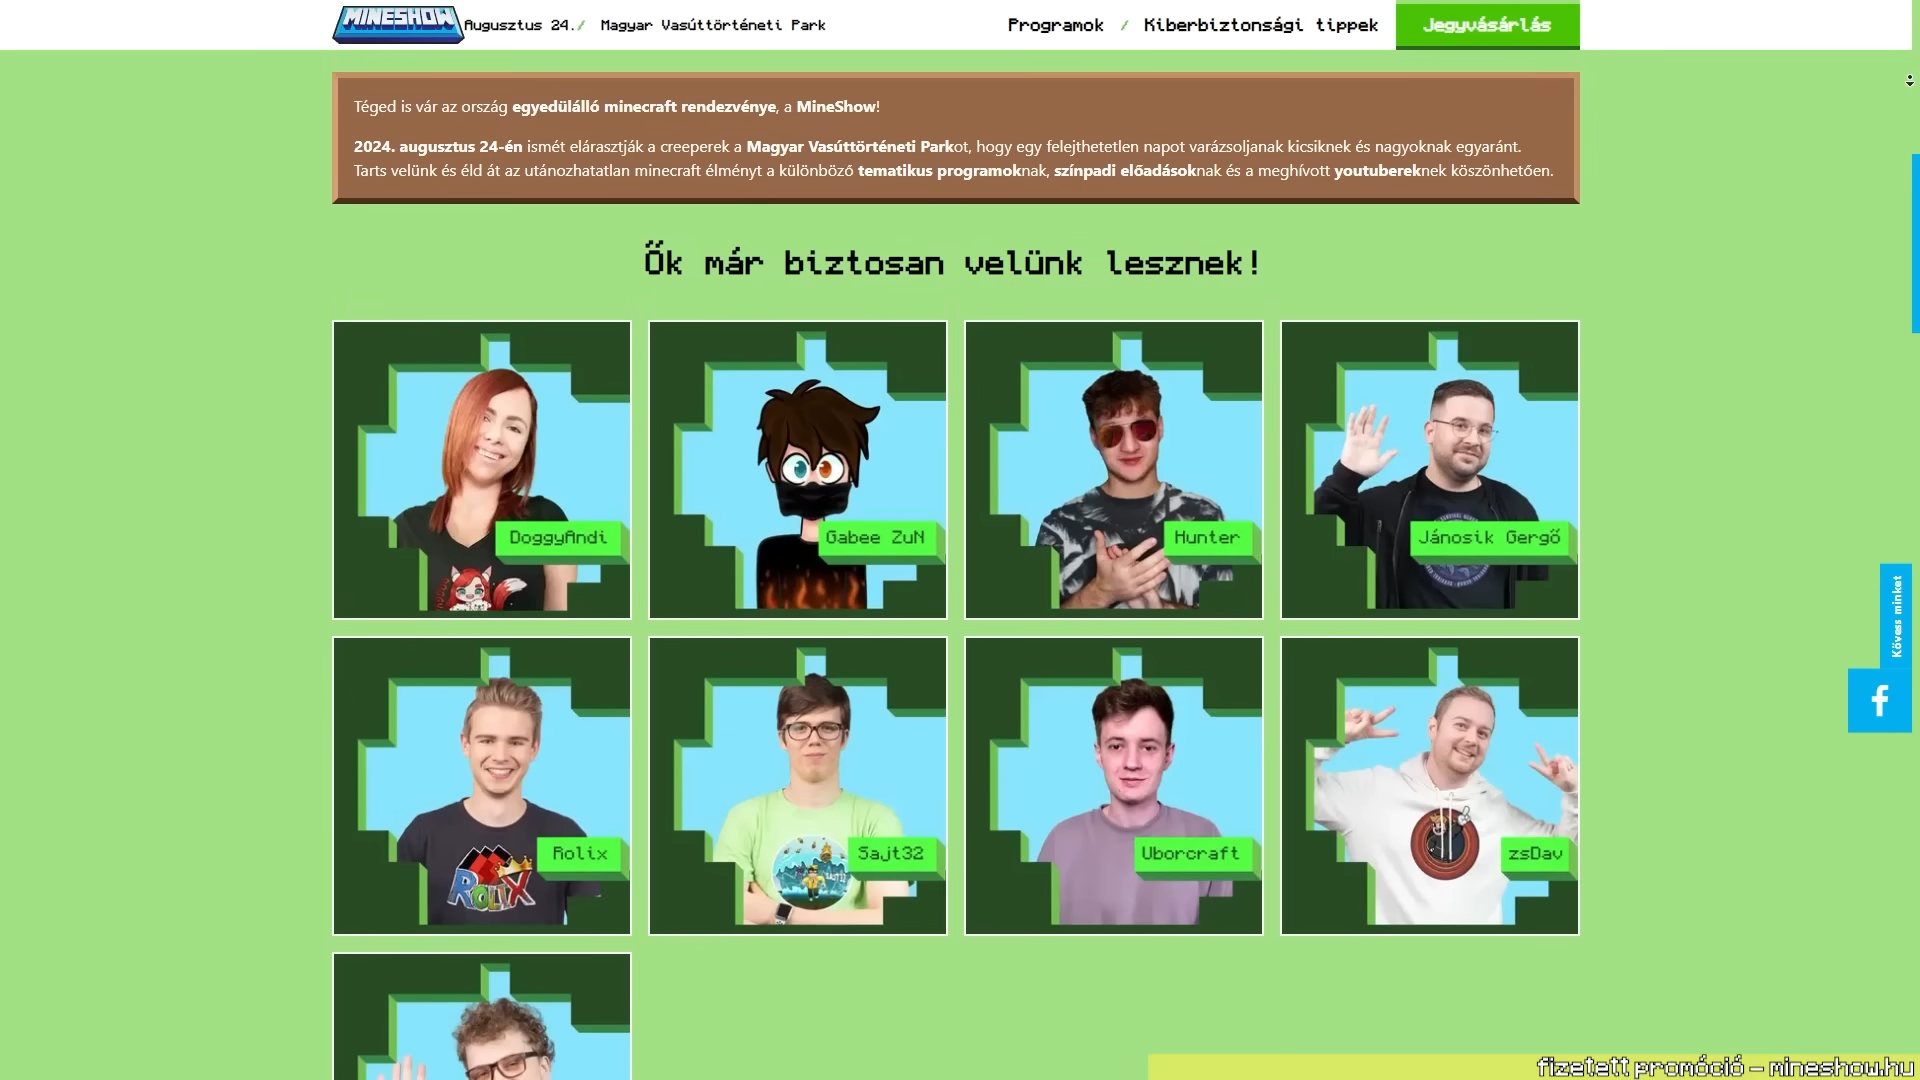 MINESHOW
Augusztus 24./ Magyar Vasúttörténeti Park
Programok / Kiberbiztonsági tippek
Jegyvásárlás
Téged is vár az ország egyedülálló minecraft rendezvénye, a MineShow!
2024. augusztus 24-én ismét elárasztják a creeperek a Magyar Vasúttörténeti Parkot, hogy egy felejthetetlen napot varázsoljanak kicsiknek és nagyoknak egyaránt.
Tarts velünk és éld át az utánozhatatlan minecraft élményt a különböző tematikus programoknak, színpadi előadásoknak és a meghívott youtubereknek köszönhetően.
Ők már biztosan velünk lesznek!
DoggyAndi
Gabee ZuN
Hunter
Jánosik Gergő
Kövess minket
Rolix
ROLIX
Sajt32
Uborcraft
zsDav
fizetett promóció – mineshow.hu